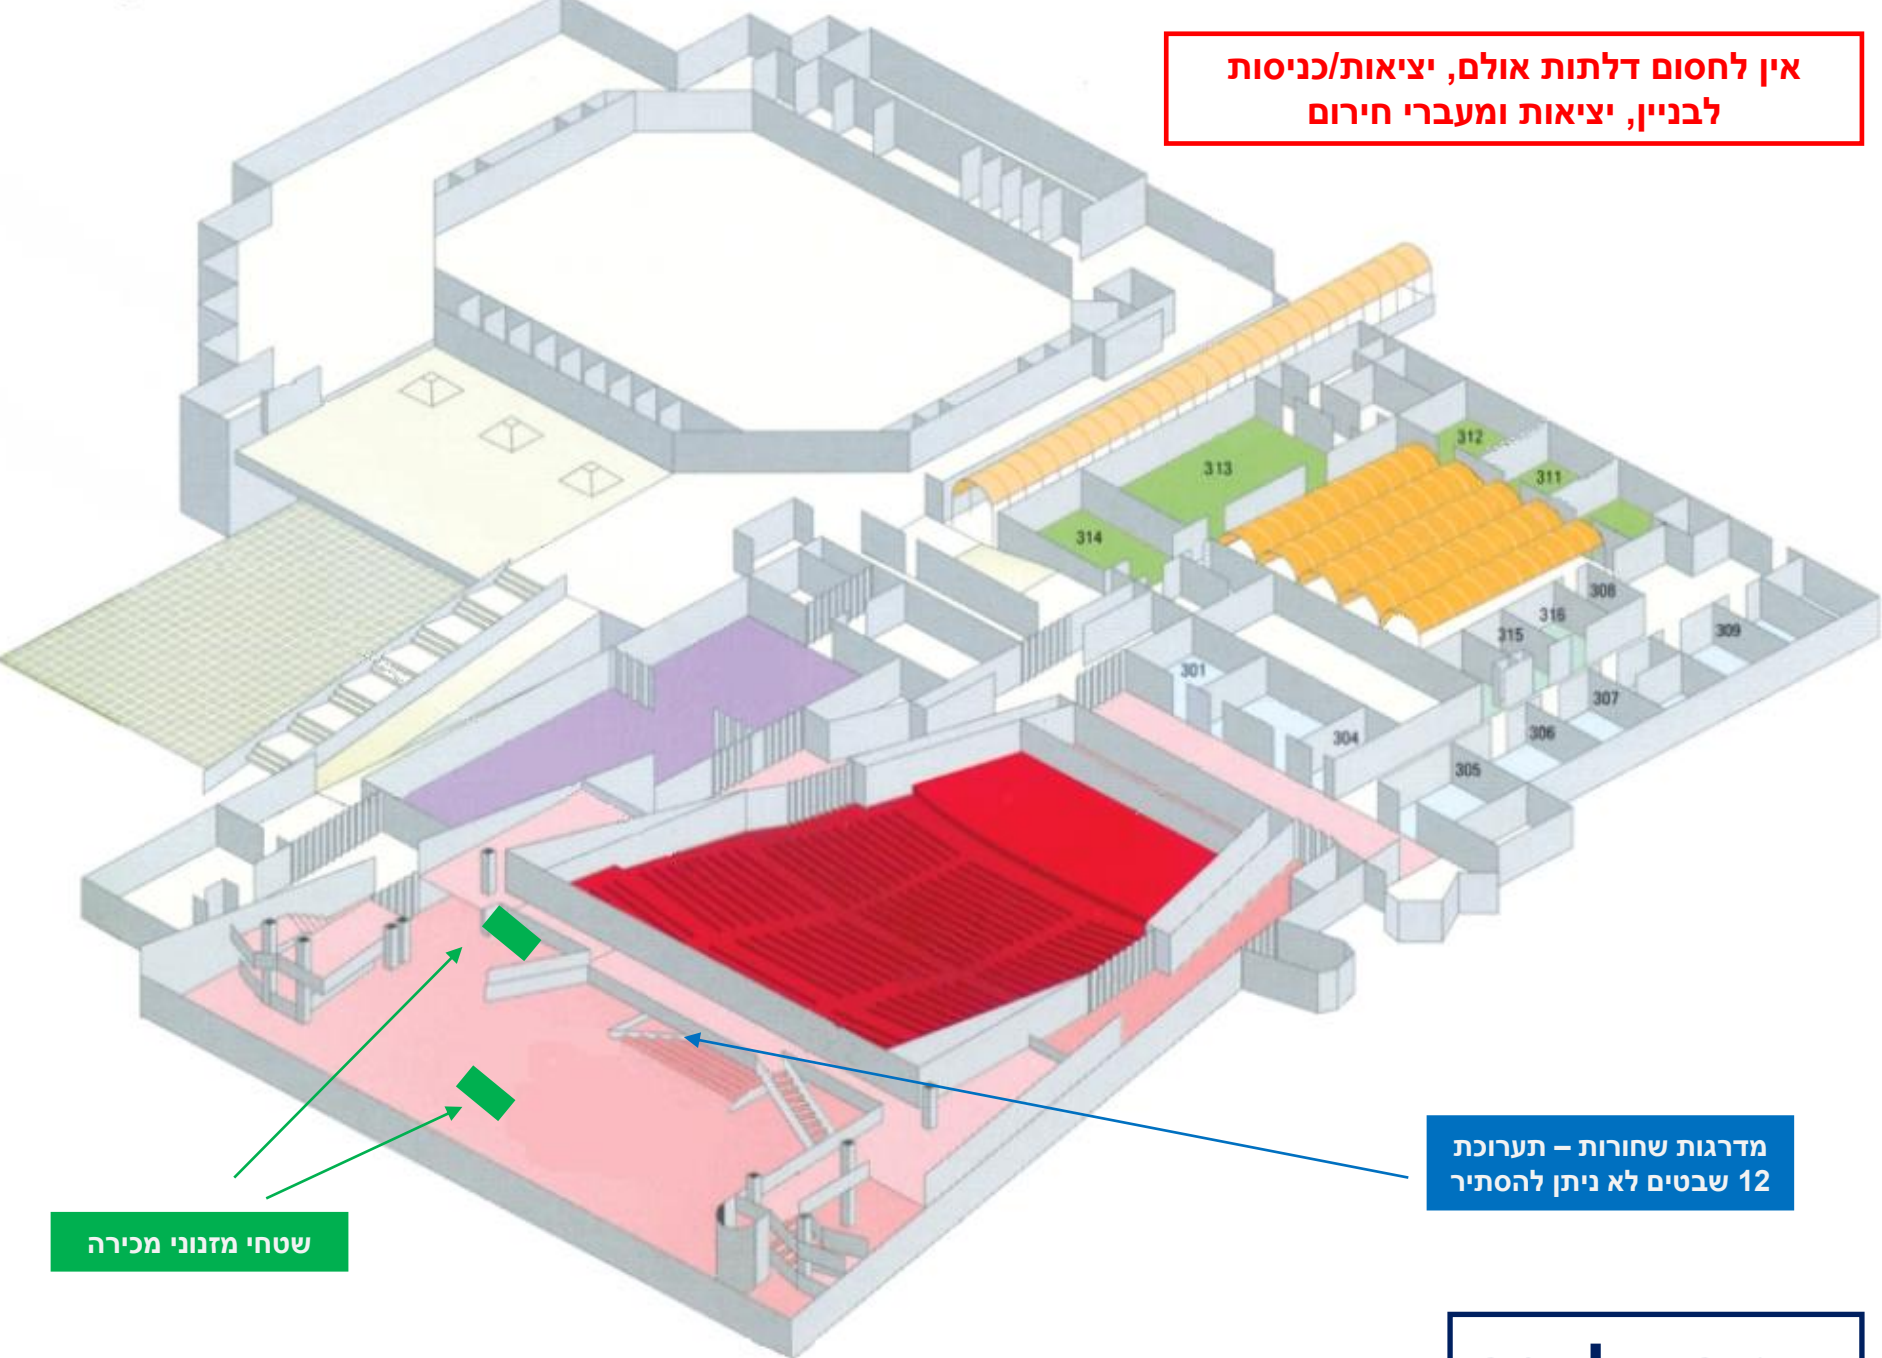 אין לחסום דלתות אולם, יציאות/כניסות
לבניין, יציאות ומעברי חירום
312
313
311
314
308
316
315
309
301
307
304
306
305
מדרגות שחורות – תערוכת
12 שבטים לא ניתן להסתיר
שטחי מזנוני מכירה